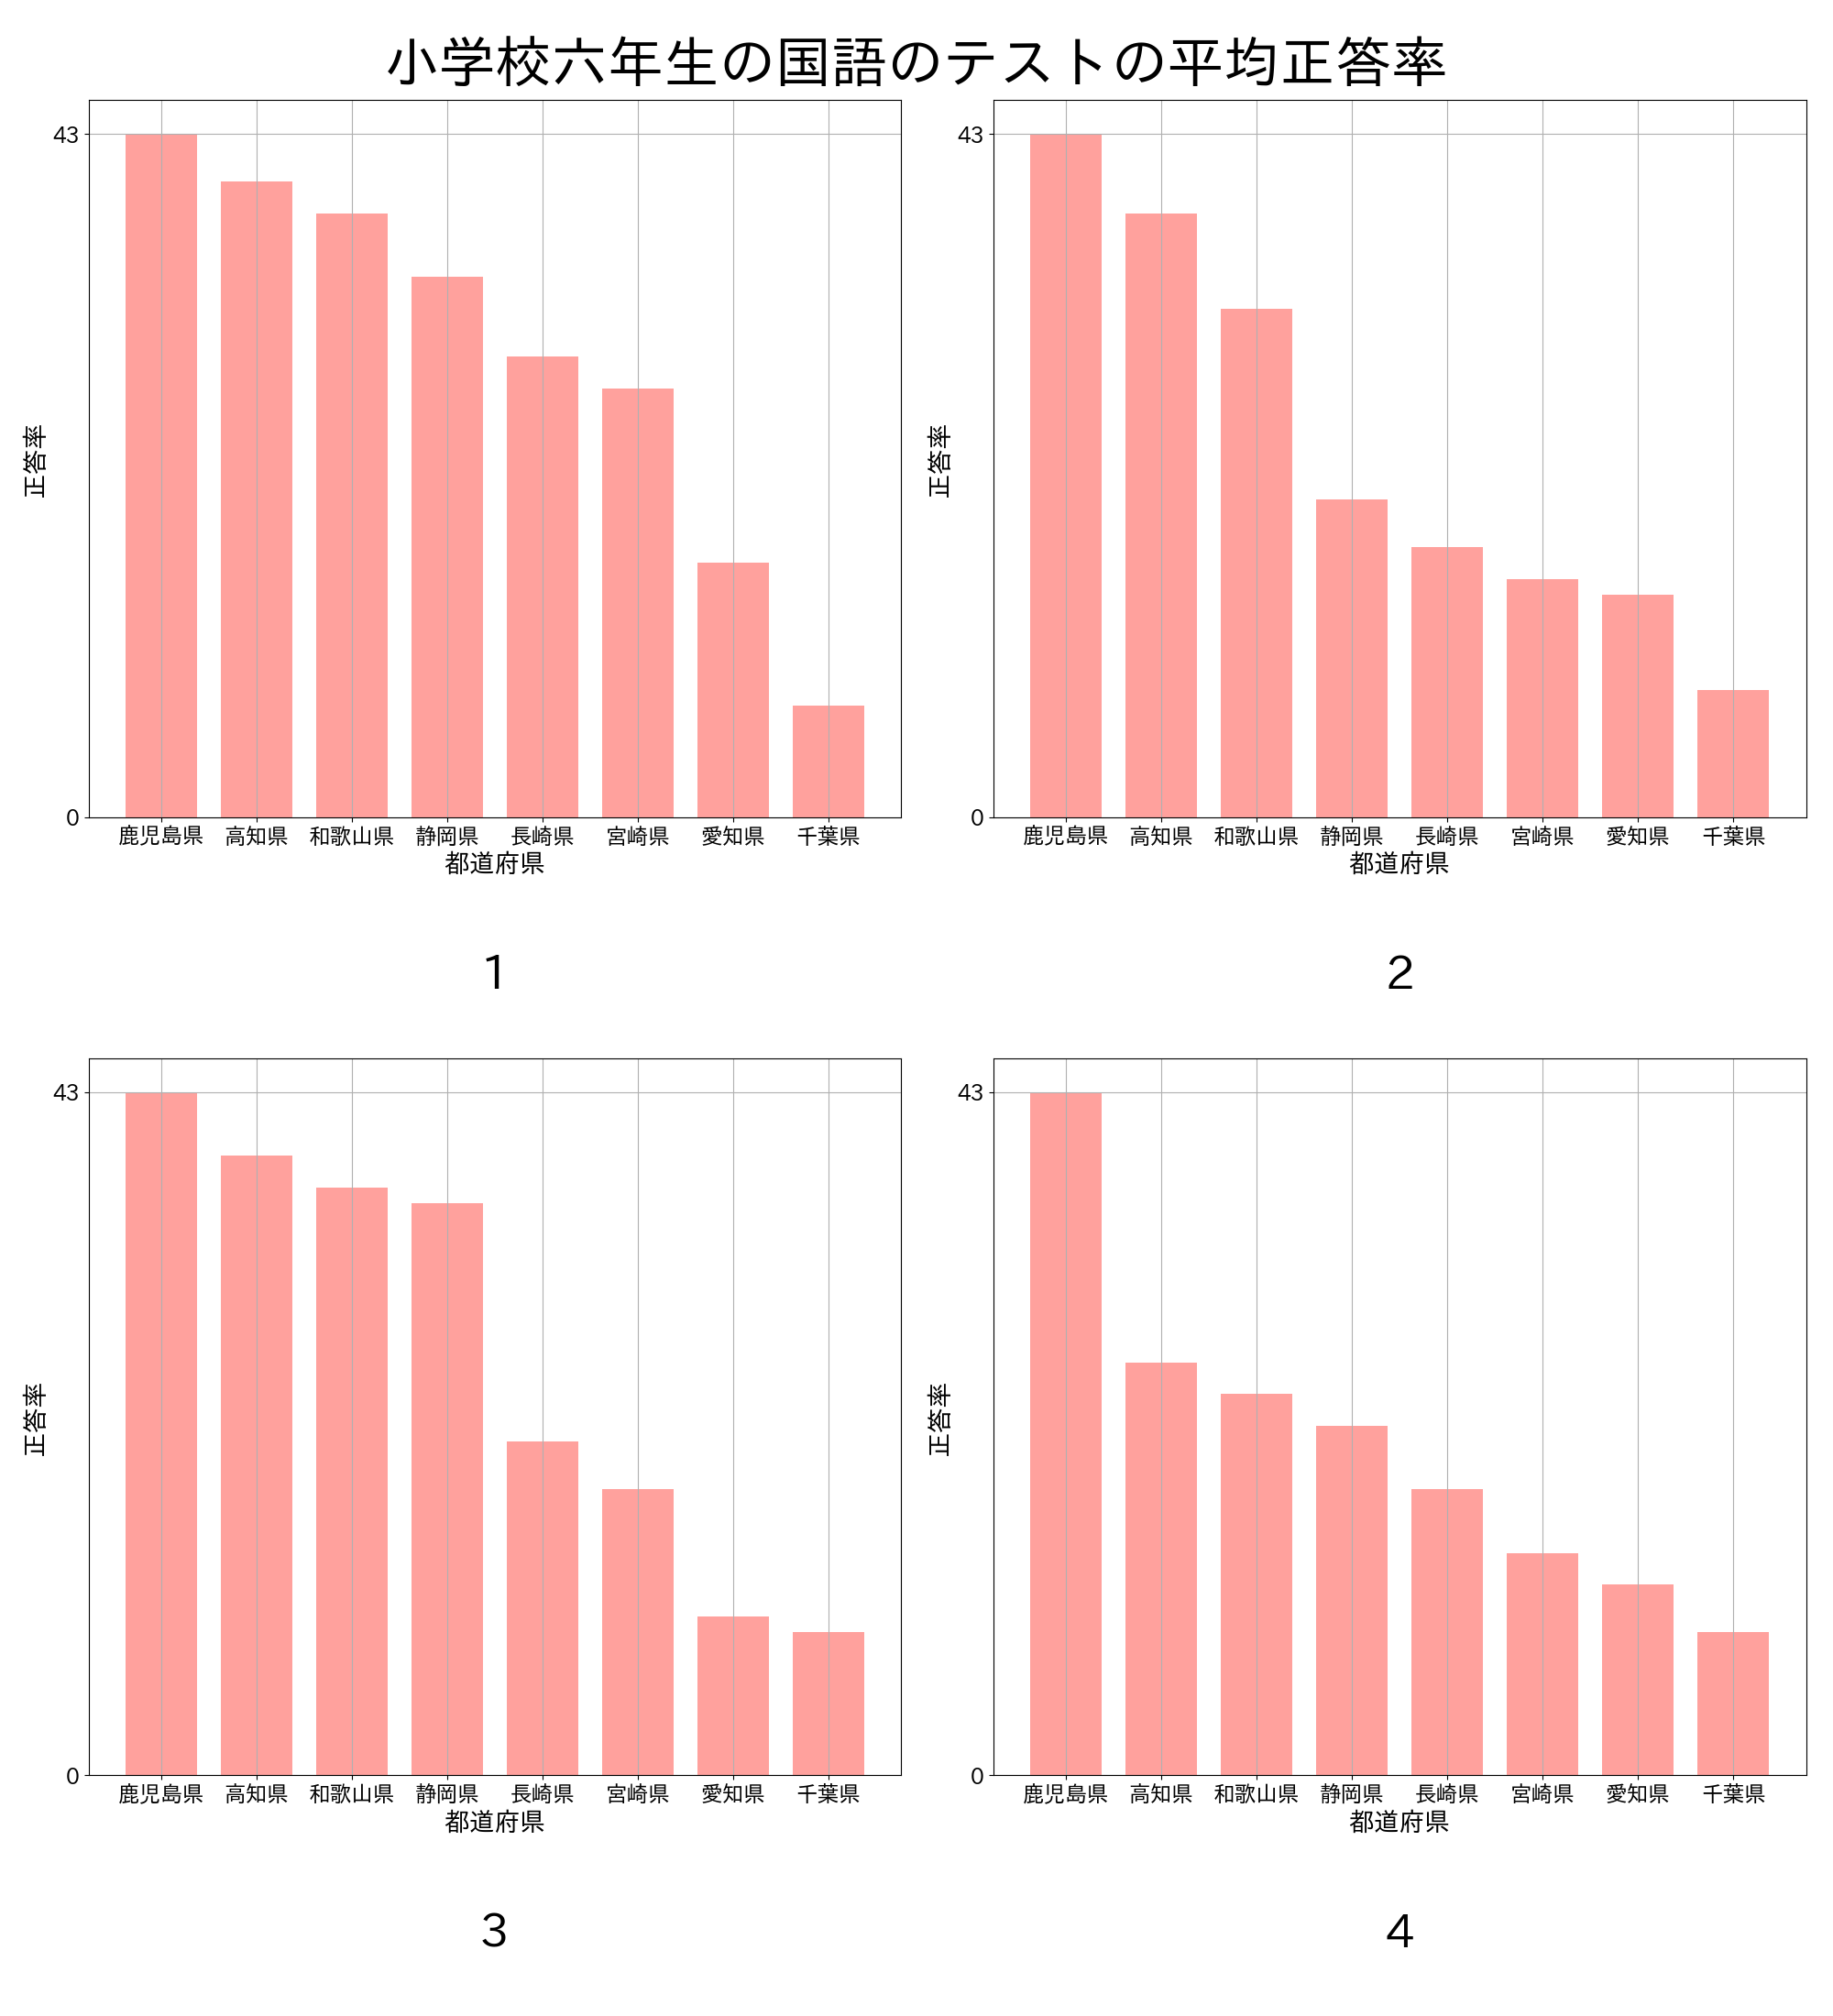 小学校六年生の国語のテストの平均正答率
43
正答率
0
鹿児島県 高知県 和歌山県 静岡県 長崎県 宮崎県 愛知県 千葉県
都道府県
1
43
正答率
0
鹿児島県 高知県 和歌山県 静岡県 長崎県 宮崎県 愛知県 千葉県
都道府県
2
43
正答率
0
鹿児島県 高知県 和歌山県 静岡県 長崎県 宮崎県 愛知県 千葉県
都道府県
3
43
正答率
0
鹿児島県 高知県 和歌山県 静岡県 長崎県 宮崎県 愛知県 千葉県
都道府県
4